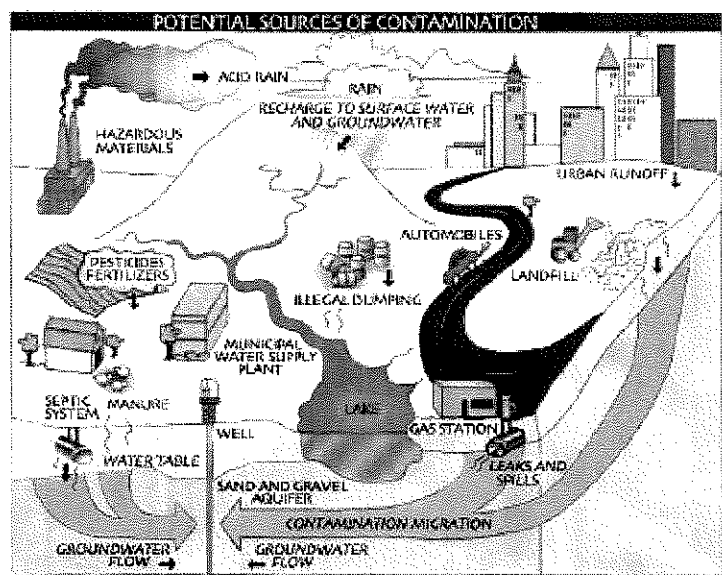 POTENTIAL SOURCES OF CONTAMINATION
ACID RAIN
RAIN
RECHARGE TO SURFACE WATER
AND GROUNDWATER
HAZARDOUS
MATERIALS
URBAN RUNOFF
AUTOMOBILES
PESTICIDES
FERTILIZERS
ILLEGAL DUMPING
LANDFILL
MUNICIPAL
WATER SUPPLY
PLANT
SEPTIC
SYSTEM
MANURE
LAKE
GAS STATION
WELL
WATER TABLE
LEAKS AND
SPILLS
SAND AND GRAVEL
AQUIFER
CONTAMINATION MIGRATION
GROUNDWATER
FLOW
GROUNDWATER
FLOW